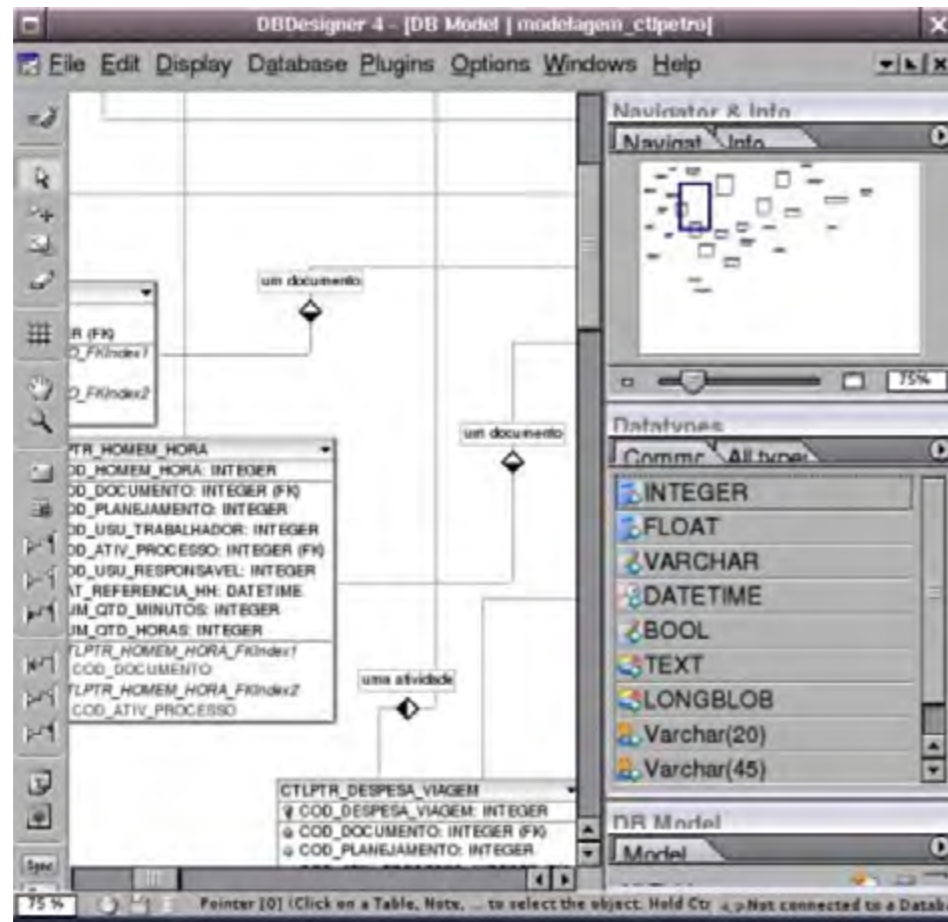 DBDesigner 4 - [DB Model | modelagem_ctlpetro]
File Edit Display Database Plugins Options Windows Help
Navigator & Info
Navigat Info
75%
um documento
R (FK)
D_FKIndex1
D_FKIndex2
um documento
PTR_HOMEM_HORA
OD_HOMEM_HORA: INTEGER
OD_DOCUMENTO: INTEGER (FK)
OD_PLANEJAMENTO: INTEGER
OD_USU_TRABALHADOR: INTEGER
OD_ATIV_PROCESSO: INTEGER (FK)
OD_USU_RESPONSAVEL: INTEGER
AT_REFERENCIA_HH: DATETIME
UM_QTD_MINUTOS: INTEGER
UM_QTD_HORAS: INTEGER
TLPTR_HOMEM_HORA_FKIndex1
COD_DOCUMENTO
TLPTR_HOMEM_HORA_FKIndex2
COD_ATIV_PROCESSO
uma atividade
CTLPTR_DESPESA_VIAGEM
COD_DESPESA_VIAGEM: INTEGER
COD_DOCUMENTO: INTEGER (FK)
COD_PLANEJAMENTO: INTEGER
Datatypes
Commc All types
INTEGER
FLOAT
VARCHAR
DATETIME
BOOL
TEXT
LONGBLOB
Varchar(20)
Varchar(45)
DB Model
Model
Sync
75 %
Pointer [0] (Click on a Table, Note, ... to select the object. Hold Ctr
Not connected to a Datab